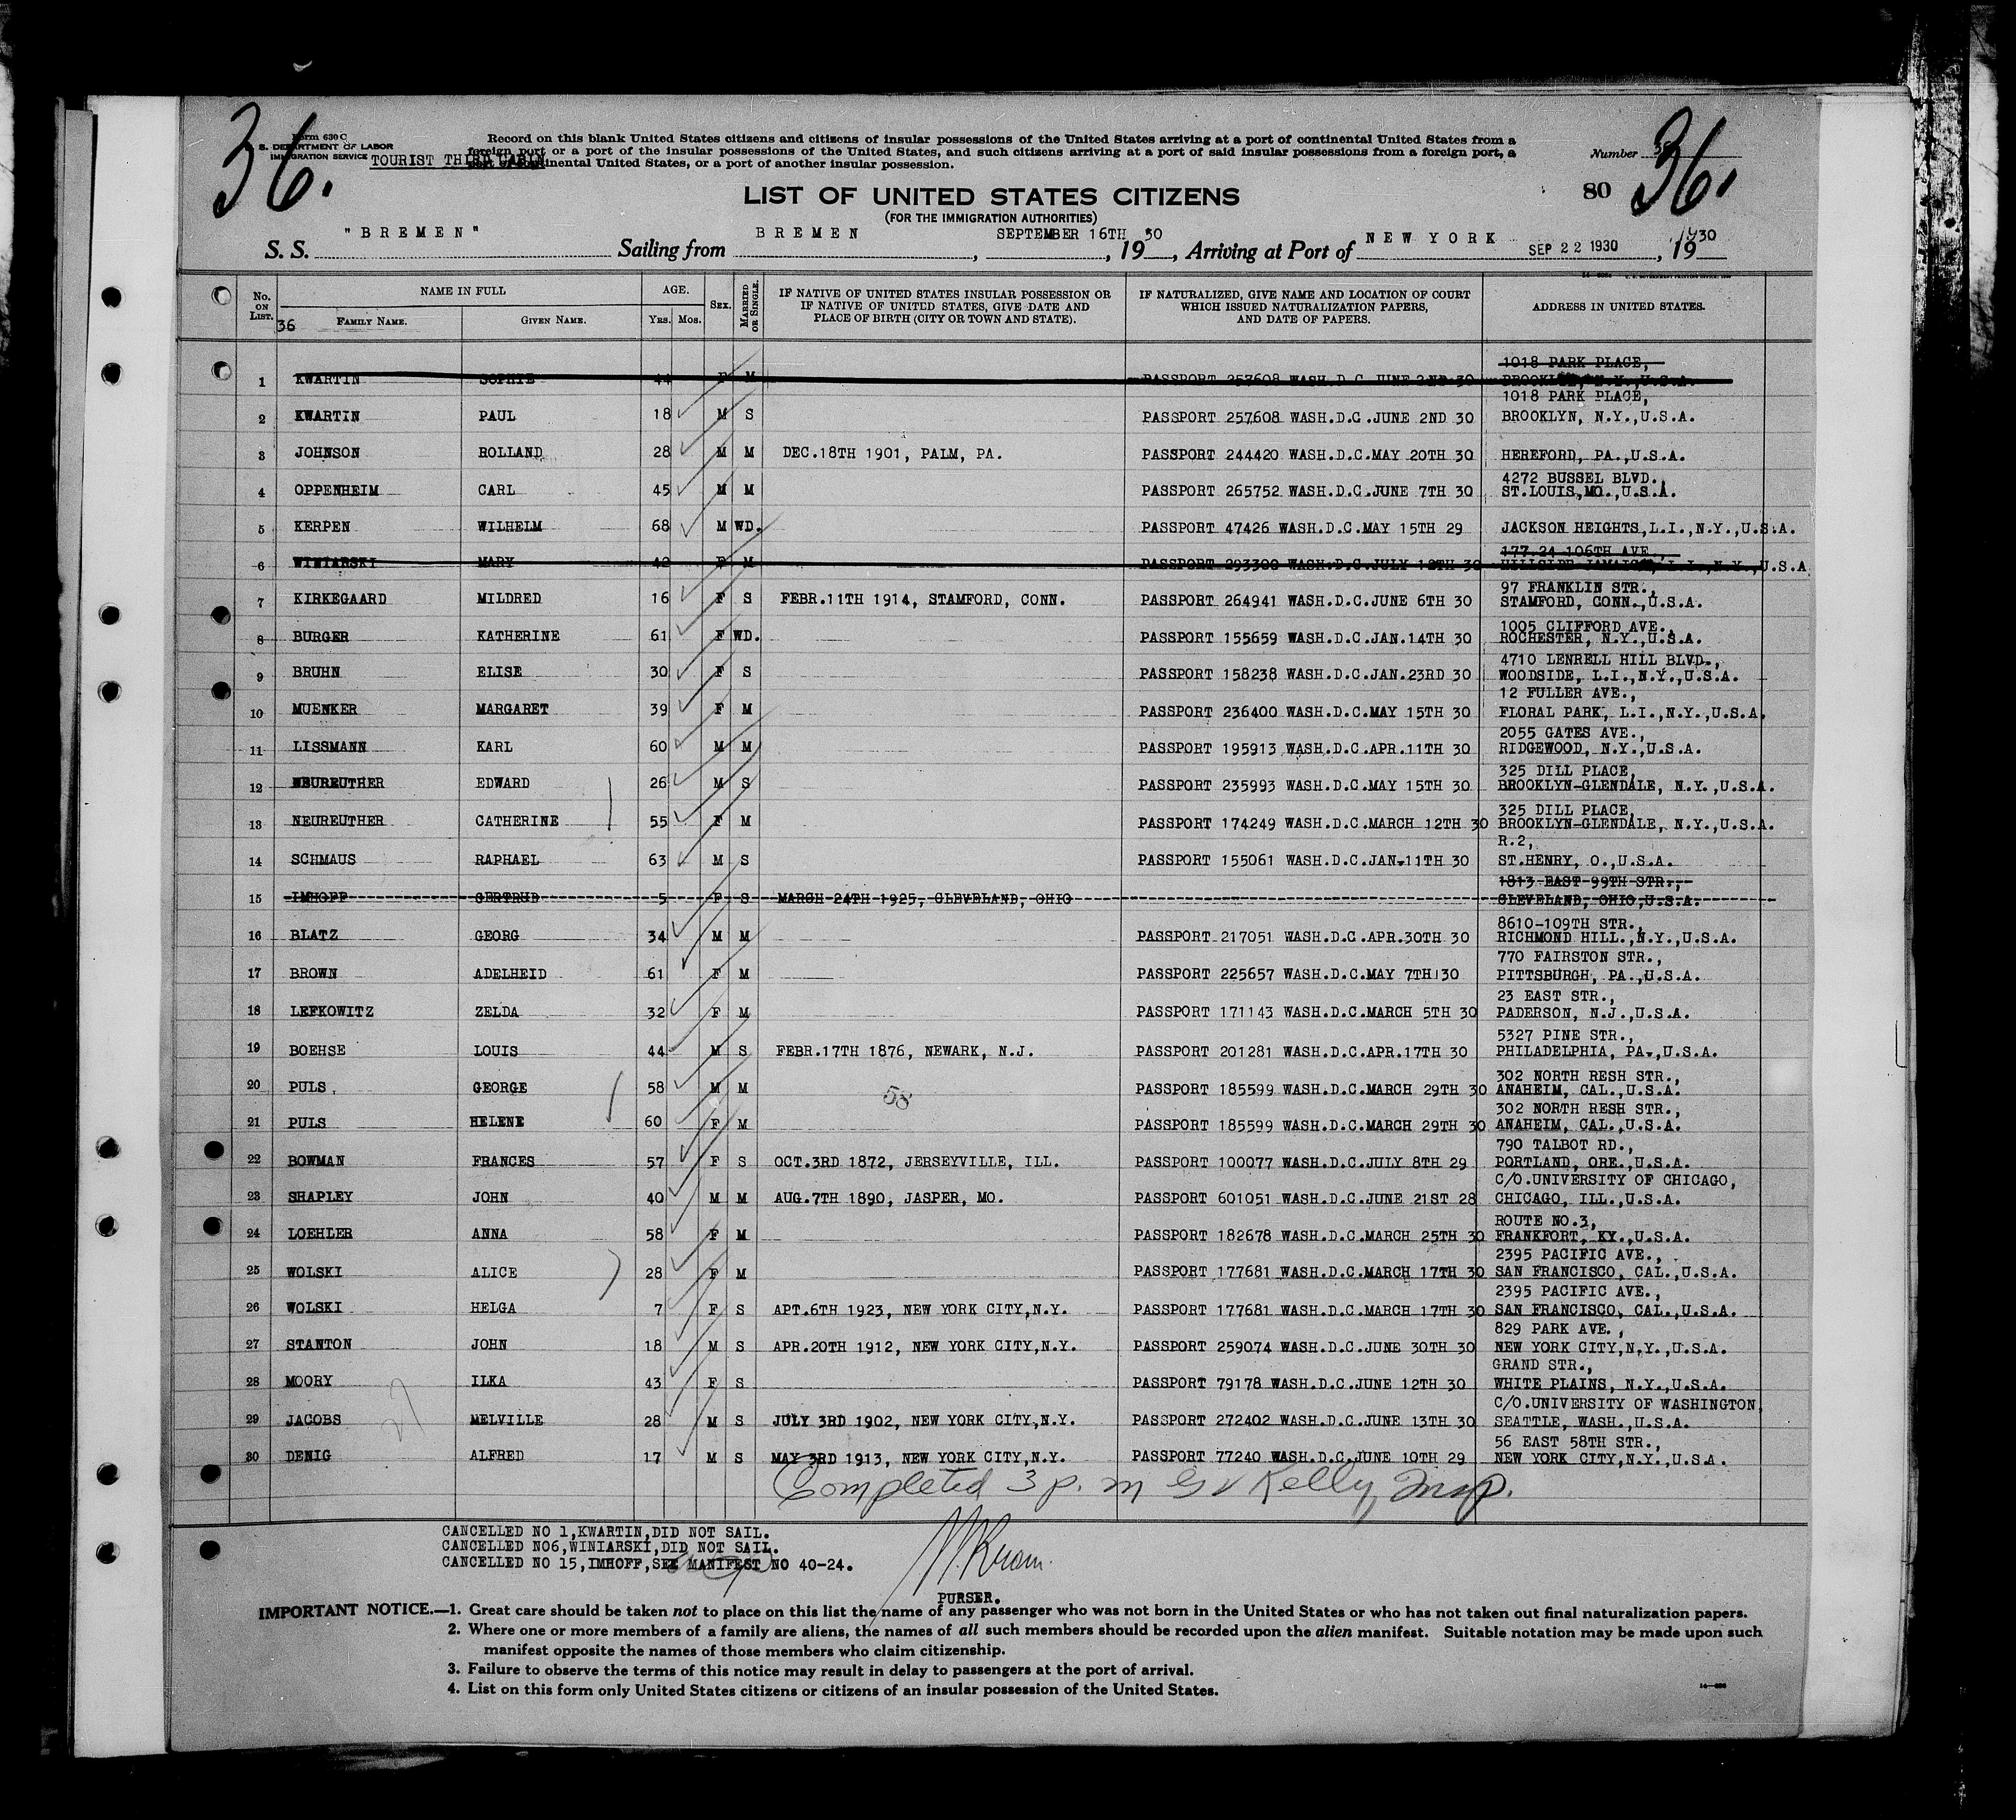 36.
Form 630 C
S. DEPARTMENT OF LABOR
IMMIGRATION SERVICE
TOURIST THIRD CABIN
Record on this blank United States citizens and citizens of insular possessions of the United States arriving at a port of continental United States from a
foreign port or a port of the insular possessions of the United States, and such citizens arriving at a port of said insular possessions from a foreign port, a
port of continental United States, or a port of another insular possession.
Number
36.
80
LIST OF UNITED STATES CITIZENS
(FOR THE IMMIGRATION AUTHORITIES)
S. S. "BREMEN" Sailing from BREMEN, SEPTEMBER 16TH, 19 30, Arriving at Port of NEW YORK SEP 22 1930, 1930
No. ON LIST. NAME IN FULL AGE. SEX. MARRIED OR SINGLE. IF NATIVE OF UNITED STATES INSULAR POSSESSION OR IF NATIVE OF UNITED STATES, GIVE DATE AND PLACE OF BIRTH (CITY OR TOWN AND STATE). IF NATURALIZED, GIVE NAME AND LOCATION OF COURT WHICH ISSUED NATURALIZATION PAPERS, AND DATE OF PAPERS. ADDRESS IN UNITED STATES.
36 FAMILY NAME. GIVEN NAME. YRS. MOS.
1018 PARK PLACE,
1 KWARTIN SOPHIE 44 F M PASSPORT 257608 WASH.D.C.JUNE 2ND 30 BROOKLYN, N.Y.,U.S.A.
1018 PARK PLACE,
2 KWARTIN PAUL 18 M S PASSPORT 257608 WASH.D.C.JUNE 2ND 30 BROOKLYN, N.Y.,U.S.A.
3 JOHNSON ROLLAND 28 M M DEC.18TH 1901, PALM, PA. PASSPORT 244420 WASH.D.C.MAY 20TH 30 HEREFORD, PA.,U.S.A.
4272 BUSSEL BLVD.,
4 OPPENHEIM CARL 45 M M PASSPORT 265752 WASH.D.C.JUNE 7TH 30 ST.LOUIS,MO.,U.S.A.
5 KERPEN WILHELM 68 M WD. PASSPORT 47426 WASH.D.C.MAY 15TH 29 JACKSON HEIGHTS,L.I.,N.Y.,U.S.A.
177.24 106TH AVE.,
6 WINIARSKI MARY 42 F M PASSPORT 293300 WASH.D.C.JULY 18TH 30 HILLSIDE JAMAICA, L.I.,N.Y.,U.S.A
97 FRANKLIN STR.,
7 KIRKEGAARD MILDRED 16 F S FEBR.11TH 1914, STAMFORD, CONN. PASSPORT 264941 WASH.D.C.JUNE 6TH 30 STAMFORD, CONN.,U.S.A.
1005 CLIFFORD AVE.,
8 BURGER KATHERINE 61 F WD. PASSPORT 155659 WASH.D.C.JAN.14TH 30 ROCHESTER, N.Y.,U.S.A.
4710 LENRELL HILL BLVD.,
9 BRUHN ELISE 30 F S PASSPORT 158238 WASH.D.C.JAN.23RD 30 WOODSIDE, L.I.,N.Y.,U.S.A.
12 FULLER AVE.,
10 MUENKER MARGARET 39 F M PASSPORT 236400 WASH.D.C.MAY 15TH 30 FLORAL PARK, L.I.,N.Y.,U.S.A.
2055 GATES AVE.,
11 LISSMANN KARL 60 M M PASSPORT 195913 WASH.D.C.APR.11TH 30 RIDGEWOOD, N.Y.,U.S.A.
325 DILL PLACE,
12 NEUREUTHER EDWARD 26 M S PASSPORT 235993 WASH.D.C.MAY 15TH 30 BROOKLYN-GLENDALE, N.Y.,U.S.A.
325 DILL PLACE,
13 NEUREUTHER CATHERINE 55 F M PASSPORT 174249 WASH.D.C.MARCH 12TH 30 BROOKLYN-GLENDALE, N.Y.,U.S.A.
R.2,
14 SCHMAUS RAPHAEL 63 M S PASSPORT 155061 WASH.D.C.JAN.11TH 30 ST.HENRY, O.,U.S.A.
1813 EAST 99TH STR.,
15 IMHOFF GERTRUD 5 F S MARCH 24TH 1925, CLEVELAND, OHIO CLEVELAND, OHIO,U.S.A.
8610-109TH STR.,
16 BLATZ GEORG 34 M M PASSPORT 217051 WASH.D.C.APR.30TH 30 RICHMOND HILL.,N.Y.,U.S.A.
770 FAIRSTON STR.,
17 BROWN ADELHEID 61 F M PASSPORT 225657 WASH.D.C.MAY 7TH 30 PITTSBURGH, PA.,U.S.A.
23 EAST STR.,
18 LEFKOWITZ ZELDA 32 F M PASSPORT 171143 WASH.D.C.MARCH 5TH 30 PADERSON, N.J.,U.S.A.
5327 PINE STR.,
19 BOEHSE LOUIS 44 M S FEBR.17TH 1876, NEWARK, N.J. PASSPORT 201281 WASH.D.C.APR.17TH 30 PHILADELPHIA, PA.,U.S.A.
302 NORTH RESH STR.,
20 PULS GEORGE 58 M M 58 PASSPORT 185599 WASH.D.C.MARCH 29TH 30 ANAHEIM, CAL.,U.S.A.
302 NORTH RESH STR.,
21 PULS HELENE 60 F M PASSPORT 185599 WASH.D.C.MARCH 29TH 30 ANAHEIM, CAL.,U.S.A.
790 TALBOT RD.,
22 BOWMAN FRANCES 57 F S OCT.3RD 1872, JERSEYVILLE, ILL. PASSPORT 100077 WASH.D.C.JULY 8TH 29 PORTLAND, ORE.,U.S.A.
C/O.UNIVERSITY OF CHICAGO,
23 SHAPLEY JOHN 40 M M AUG.7TH 1890, JASPER, MO. PASSPORT 601051 WASH.D.C.JUNE 21ST 28 CHICAGO, ILL.,U.S.A.
ROUTE NO.3,
24 LOEHLER ANNA 58 F M PASSPORT 182678 WASH.D.C.MARCH 25TH 30 FRANKFORT, KY.,U.S.A.
2395 PACIFIC AVE.,
25 WOLSKI ALICE 28 F M PASSPORT 177681 WASH.D.C.MARCH 17TH 30 SAN FRANCISCO, CAL.,U.S.A.
2395 PACIFIC AVE.,
26 WOLSKI HELGA 7 F S APT.6TH 1923, NEW YORK CITY,N.Y. PASSPORT 177681 WASH.D.C.MARCH 17TH 30 SAN FRANCISCO, CAL.,U.S.A.
829 PARK AVE.,
27 STANTON JOHN 18 M S APR.20TH 1912, NEW YORK CITY,N.Y. PASSPORT 259074 WASH.D.C.JUNE 30TH 30 NEW YORK CITY,N.Y.,U.S.A.
GRAND STR.,
28 MOORY ILKA 43 F S PASSPORT 79178 WASH.D.C.JUNE 12TH 30 WHITE PLAINS, N.Y.,U.S.A.
C/O.UNIVERSITY OF WASHINGTON,
29 JACOBS MELVILLE 28 M S JULY 3RD 1902, NEW YORK CITY,N.Y. PASSPORT 272402 WASH.D.C.JUNE 13TH 30 SEATTLE, WASH.,U.S.A.
27
56 EAST 58TH STR.,
30 DENIG ALFRED 17 M S MAY 3RD 1913, NEW YORK CITY,N.Y. PASSPORT 77240 WASH.D.C.JUNE 10TH 29 NEW YORK CITY,N.Y.,U.S.A.
Completed 3 p. m Kelly Insp.
CANCELLED NO 1,KWARTIN,DID NOT SAIL.
CANCELLED NO6,WINIARSKI,DID NOT SAIL.
CANCELLED NO 15,IMHOFF,SEE MANIFEST NO 40-24.
PURSER.
IMPORTANT NOTICE.—1. Great care should be taken not to place on this list the name of any passenger who was not born in the United States or who has not taken out final naturalization papers.
2. Where one or more members of a family are aliens, the names of all such members should be recorded upon the alien manifest. Suitable notation may be made upon such
manifest opposite the names of those members who claim citizenship.
3. Failure to observe the terms of this notice may result in delay to passengers at the port of arrival.
4. List on this form only United States citizens or citizens of an insular possession of the United States.